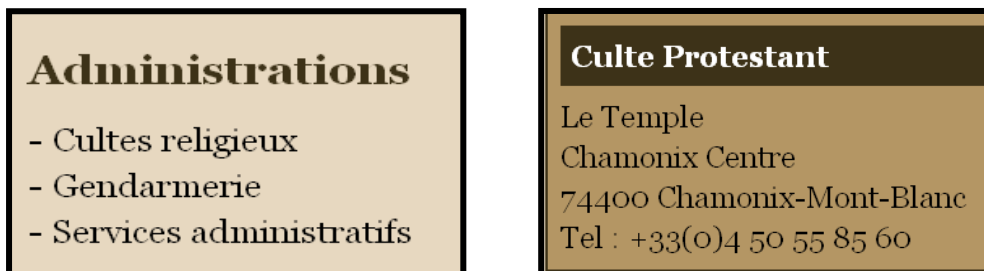 Administrations
- Cultes religieux
- Gendarmerie
- Services administratifs
Culte Protestant
Le Temple
Chamonix Centre
74400 Chamonix-Mont-Blanc
Tel : +33(0)4 50 55 85 60